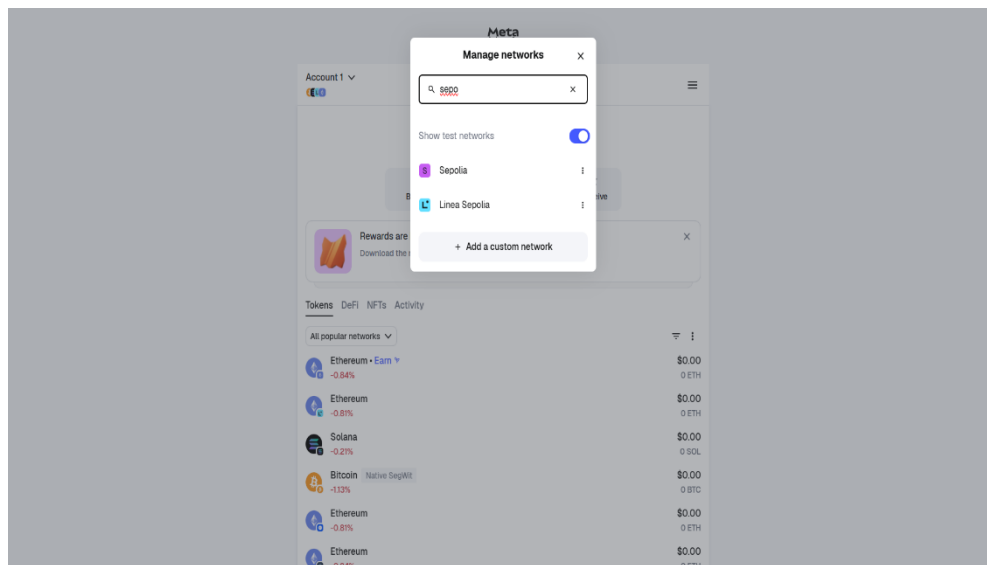 Meta
Manage networks
Account 1
sepo
Show test networks
S Sepolia
B
eive
L Linea Sepolia
Rewards are
Download the
+ Add a custom network
Tokens DeFi NFTs Activity
All popular networks
Ethereum • Earn $0.00
-0.84% 0 ETH
Ethereum $0.00
-0.81% 0 ETH
Solana $0.00
-0.21% 0 SOL
Bitcoin Native SegWit $0.00
-1.13% 0 BTC
Ethereum $0.00
-0.81% 0 ETH
Ethereum $0.00